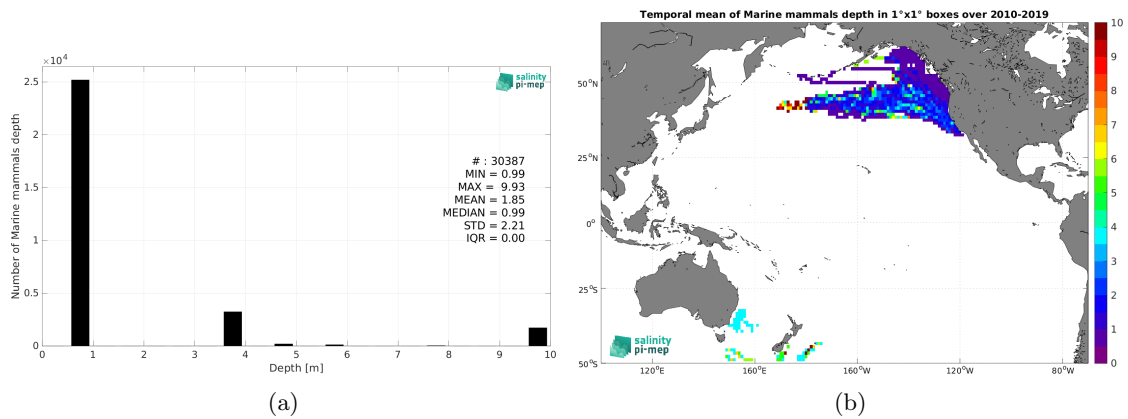 ×10⁴
2.5
2
1.5
1
0.5
0
Number of Marine mammals depth
salinity
pi-mep
# : 30387
MIN = 0.99
MAX = 9.93
MEAN = 1.85
MEDIAN = 0.99
STD = 2.21
IQR = 0.00
0 1 2 3 4 5 6 7 8 9 10
Depth [m]
(a)
Temporal mean of Marine mammals depth in 1°x1° boxes over 2010-2019
50°N
25°N
0°
25°S
50°S
120°E 160°E 160°W 120°W 80°W
salinity
pi-mep
10
9
8
7
6
5
4
3
2
1
0
(b)